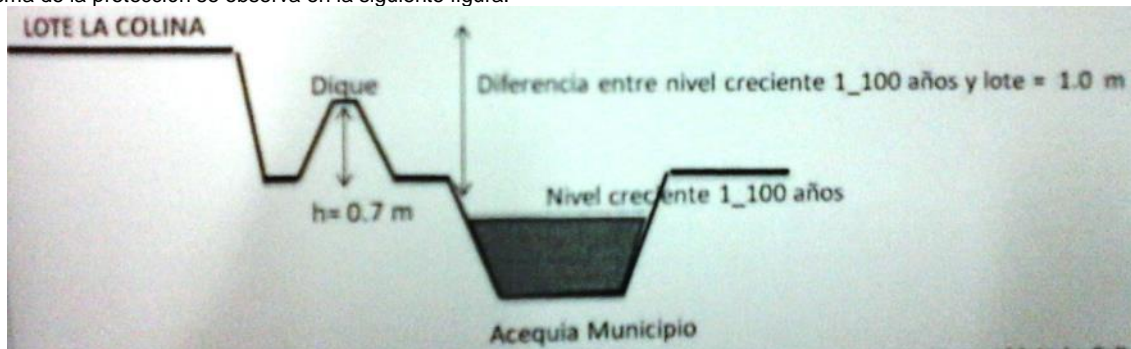 LOTE LA COLINA
Dique
Diferencia entre nivel creciente 1_100 años y lote = 1.0 m
h= 0.7 m
Nivel creciente 1_100 años
Acequia Municipio